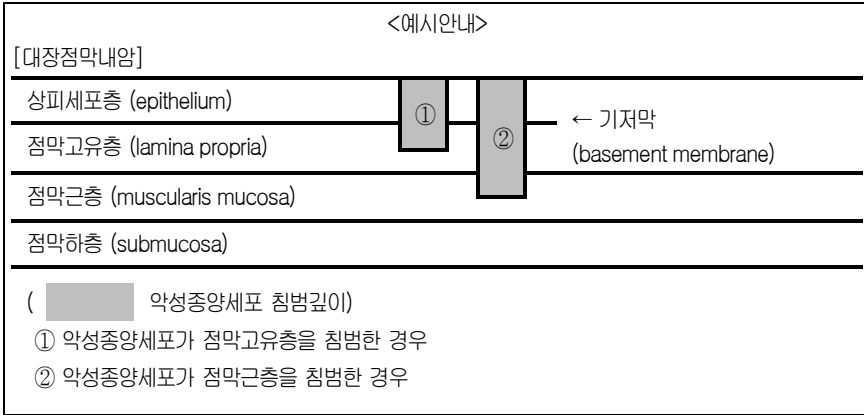 <예시안내>
[대장점막내암]
상피세포층 (epithelium)
①
← 기저막
점막고유층 (lamina propria)
②
(basement membrane)
점막근층 (muscularis mucosa)
점막하층 (submucosa)
( 악성종양세포 침범깊이)
① 악성종양세포가 점막고유층을 침범한 경우
② 악성종양세포가 점막근층을 침범한 경우